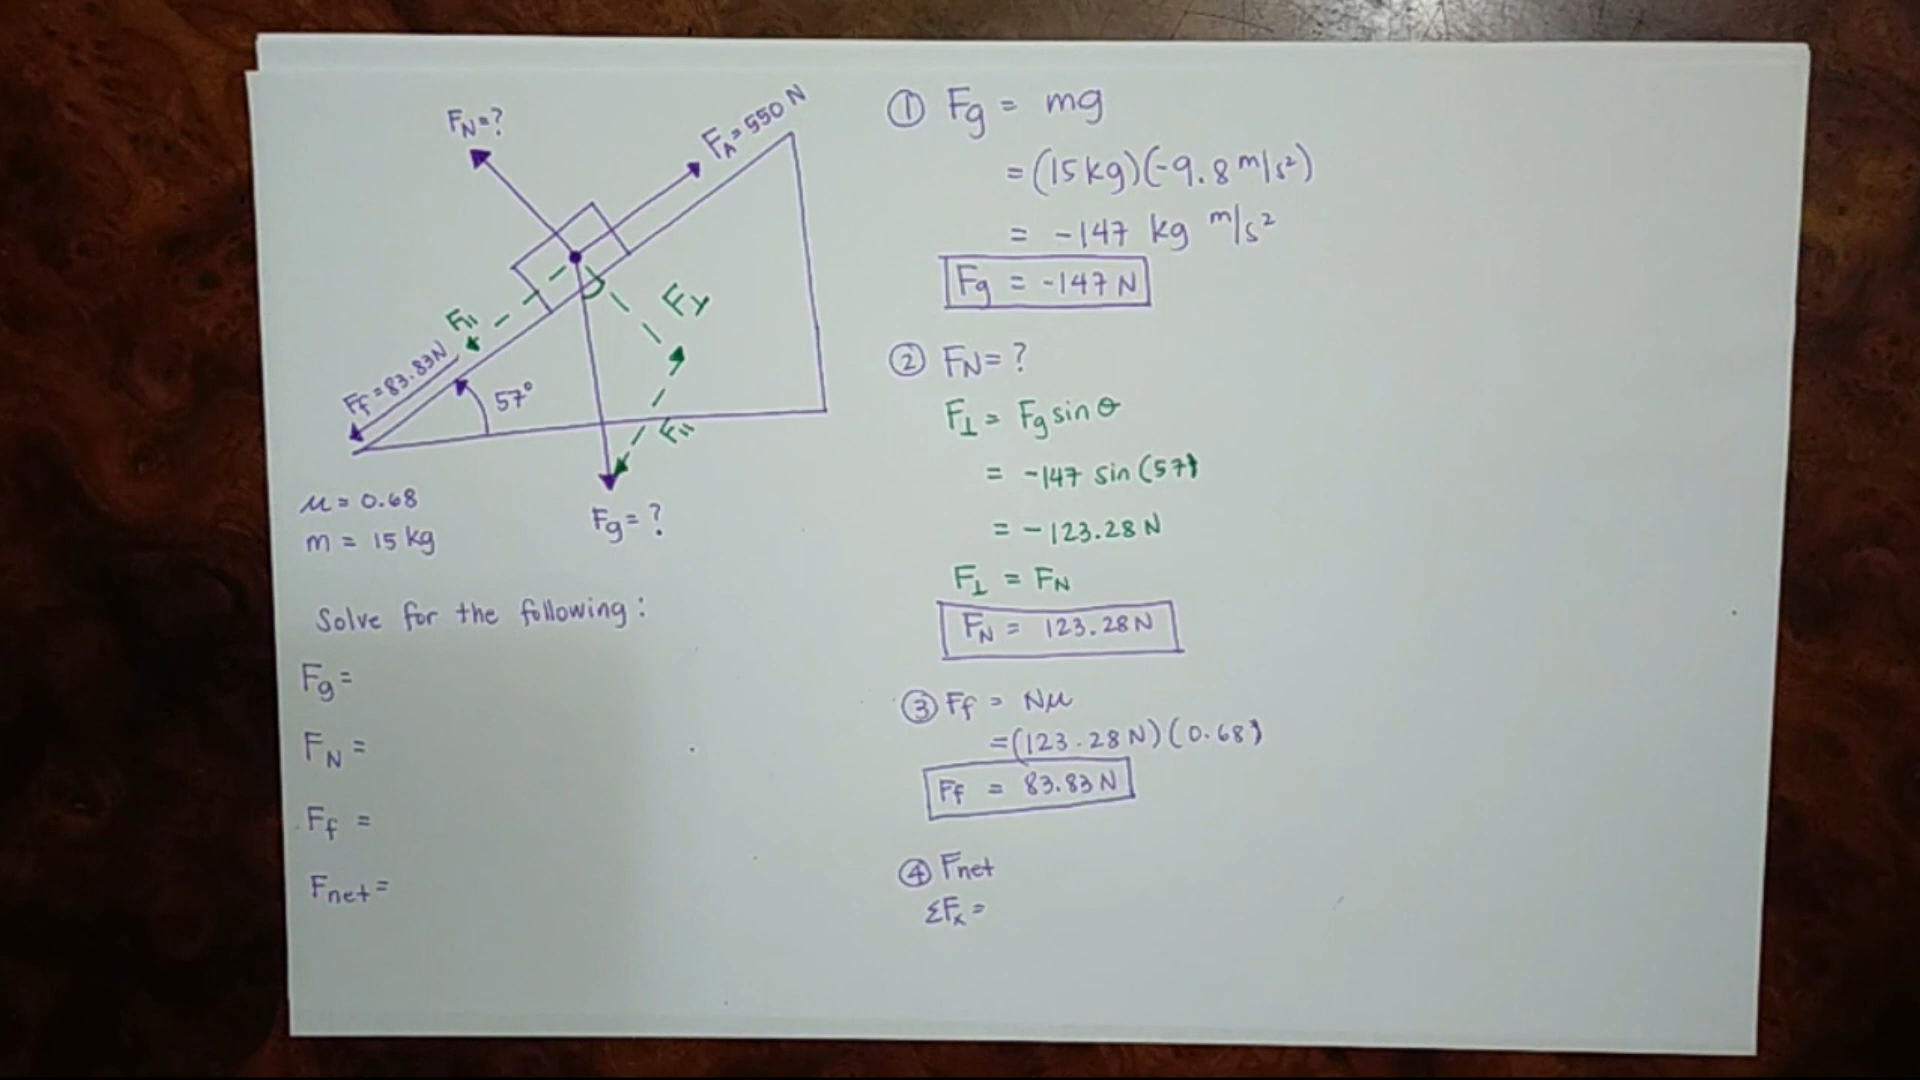 FN=?
FA=550 N
F∥
F⊥
Ff=83.83N
57°
F∥
μ = 0.68
m = 15 kg
Fg= ?
Solve for the following:
Fg=
FN =
Ff =
Fnet=
① Fg = mg
=(15kg)(-9.8 m/s²)
= -147 kg m/s²
Fg = -147 N
② FN= ?
F⊥= Fg sin θ
= -147 sin (57)
= -123.28 N
F⊥ = FN
FN = 123.28 N
③ Ff = Nμ
=(123.28 N)(0.68)
Ff = 83.83 N
④ Fnet
ΣFx =